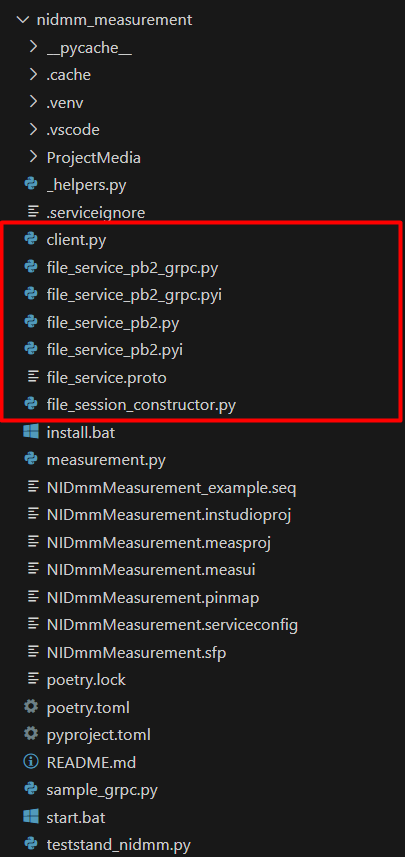 nidmm_measurement
__pycache__
.cache
.venv
.vscode
ProjectMedia
_helpers.py
.serviceignore
client.py
file_service_pb2_grpc.py
file_service_pb2_grpc.pyi
file_service_pb2.py
file_service_pb2.pyi
file_service.proto
file_session_constructor.py
install.bat
measurement.py
NIDmmMeasurement_example.seq
NIDmmMeasurement.instudioproj
NIDmmMeasurement.measproj
NIDmmMeasurement.measui
NIDmmMeasurement.pinmap
NIDmmMeasurement.serviceconfig
NIDmmMeasurement.sfp
poetry.lock
poetry.toml
pyproject.toml
README.md
sample_grpc.py
start.bat
teststand_nidmm.py